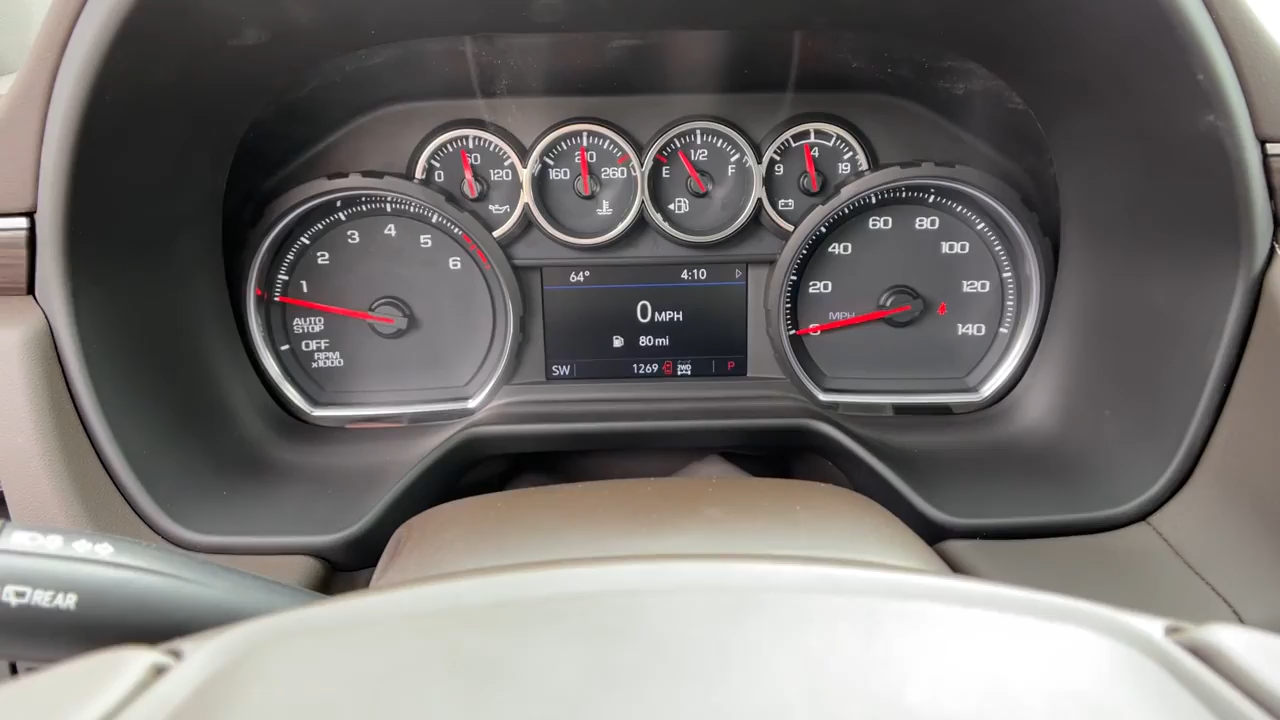 60
0 120
210
160 260
1/2
E F
14
9 19
1 2 3 4 5 6
AUTO
STOP
OFF
RPM
x1000
64° 4:10
0 MPH
80 mi
SW 1269 2WD P
0 20 40 60 80 100 120 140
MPH
REAR